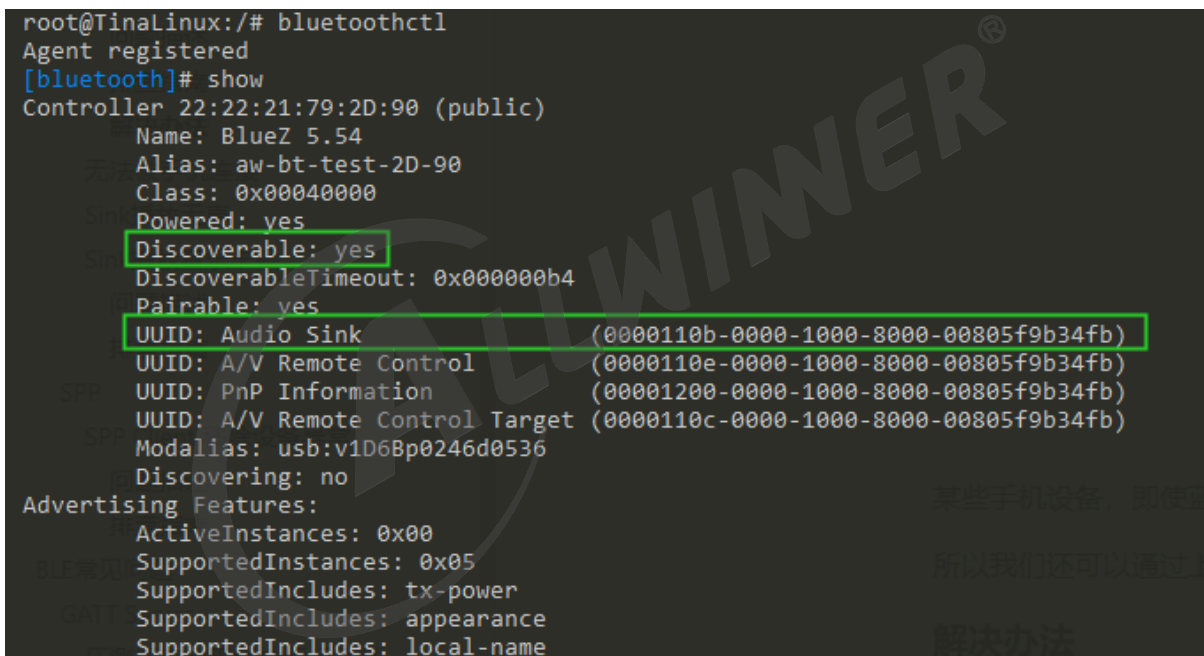 root@TinaLinux:/# bluetoothctl
Agent registered
[bluetooth]# show
Controller 22:22:21:79:2D:90 (public)
Name: BlueZ 5.54
Alias: aw-bt-test-2D-90
Class: 0x00040000
Powered: yes
Discoverable: yes
DiscoverableTimeout: 0x000000b4
Pairable: yes
UUID: Audio Sink (0000110b-0000-1000-8000-00805f9b34fb)
UUID: A/V Remote Control (0000110e-0000-1000-8000-00805f9b34fb)
UUID: PnP Information (00001200-0000-1000-8000-00805f9b34fb)
UUID: A/V Remote Control Target (0000110c-0000-1000-8000-00805f9b34fb)
Modalias: usb:v1D6Bp0246d0536
Discovering: no
Advertising Features:
ActiveInstances: 0x00
SupportedInstances: 0x05
SupportedIncludes: tx-power
SupportedIncludes: appearance
SupportedIncludes: local-name
ALLWINNER®
SPP
某些手机设备，即便
所以我们还可以通过
解决办法